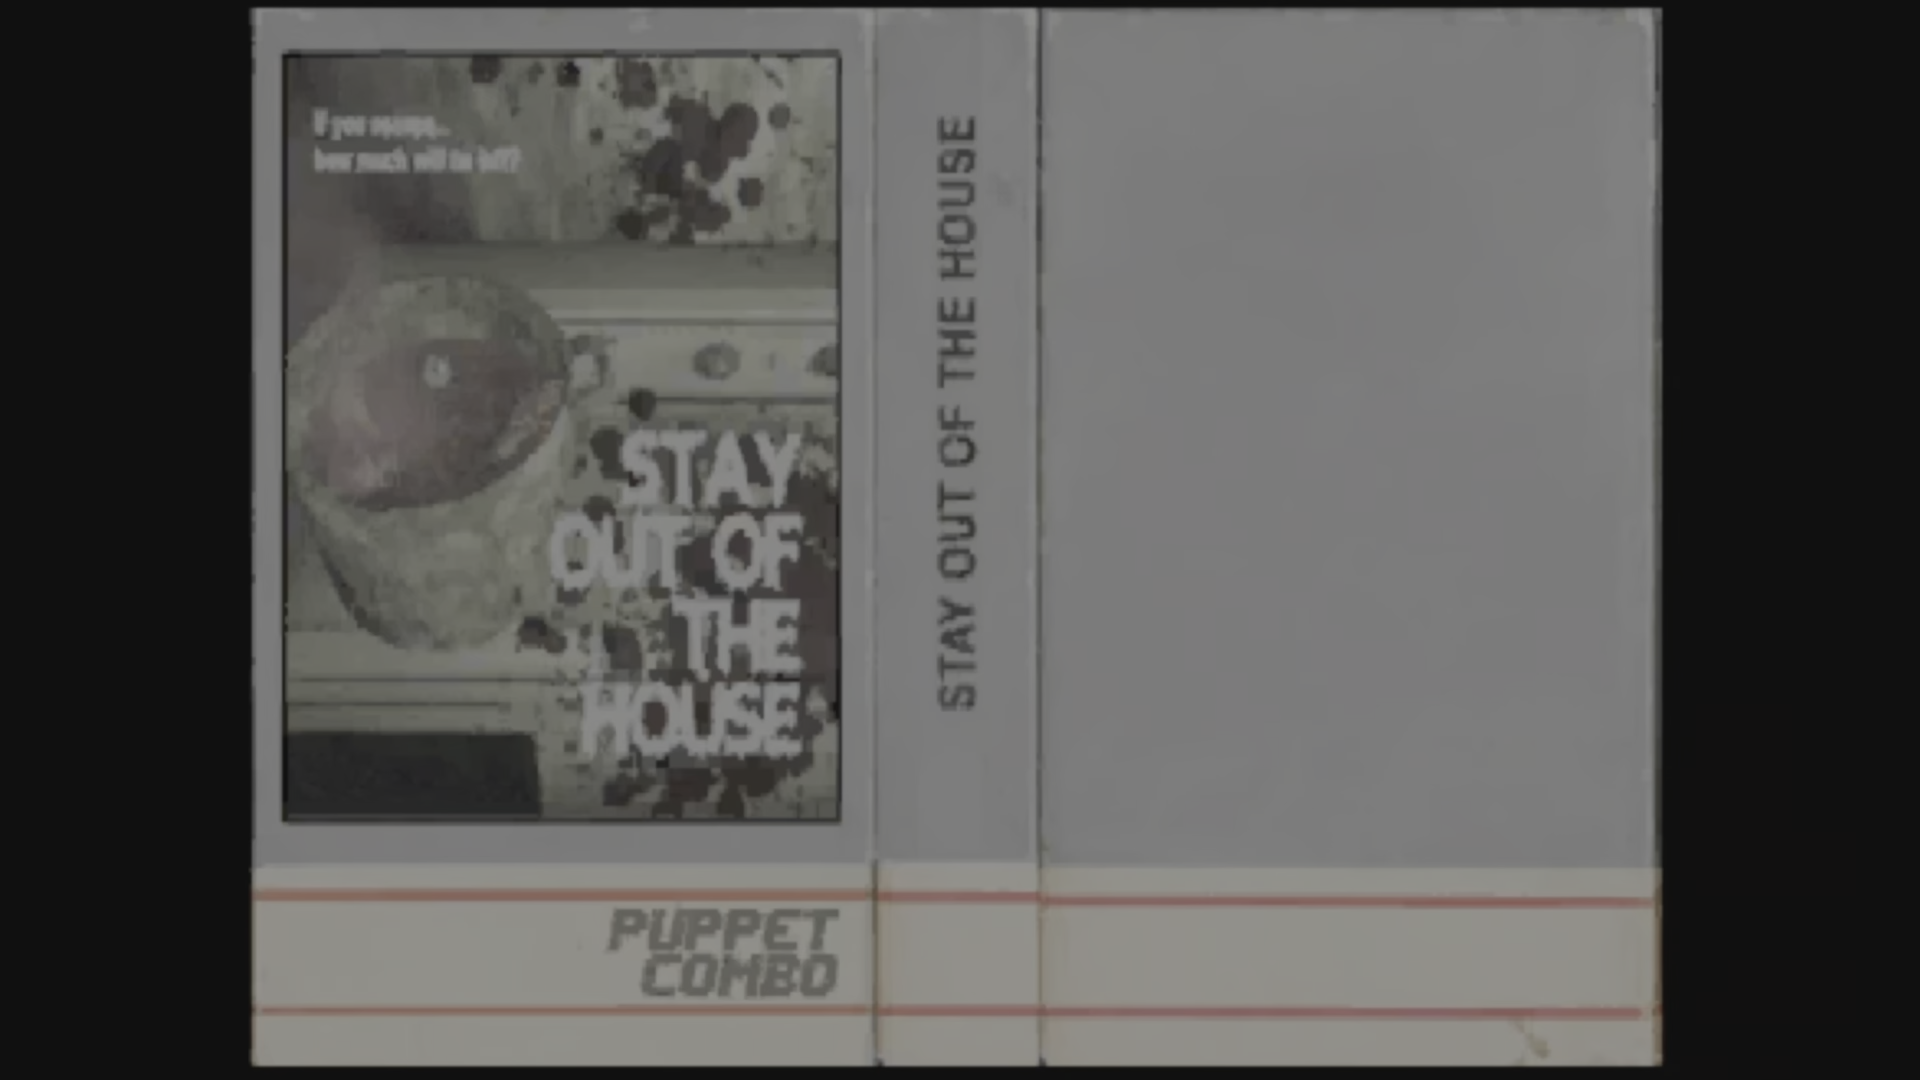 If you escape...
how much will be left?
STAY
OUT OF
THE
HOUSE
PUPPET
COMBO
STAY OUT OF THE HOUSE